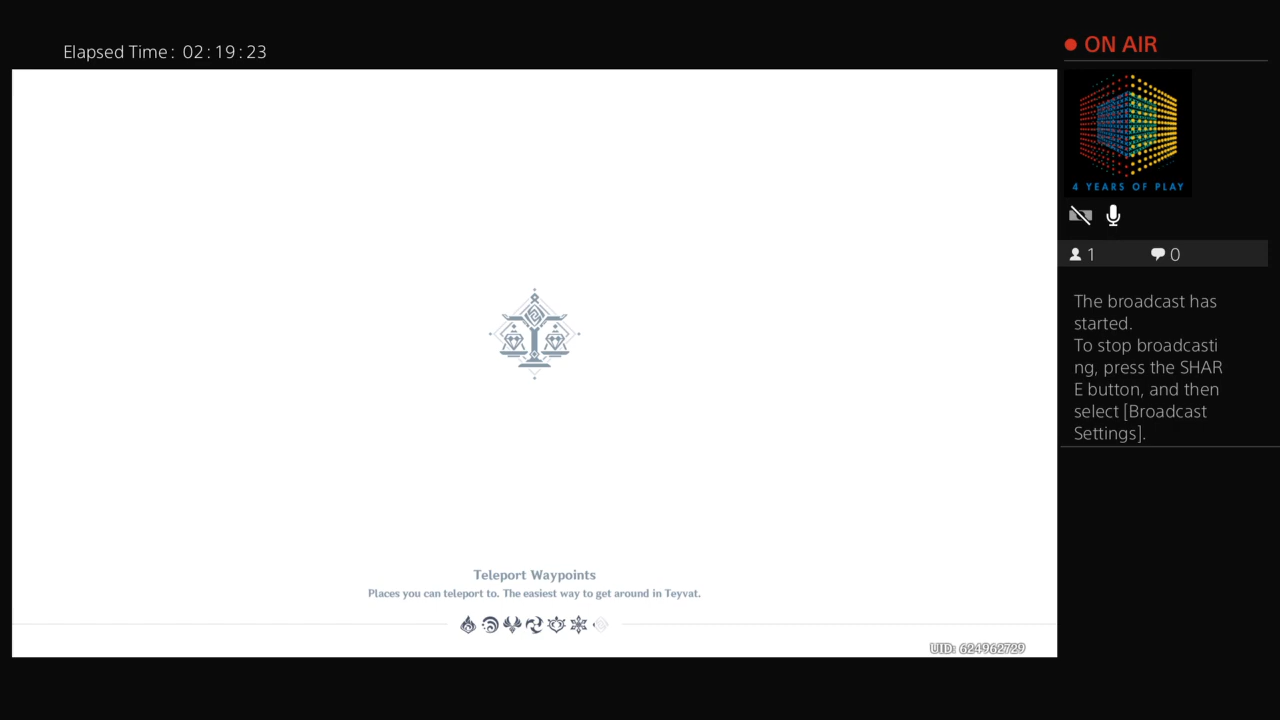 Elapsed Time: 02:19:23
ON AIR
4 YEARS OF PLAY
1
0
The broadcast has
started.
To stop broadcasti
ng, press the SHAR
E button, and then
select [Broadcast
Settings].
Teleport Waypoints
Places you can teleport to. The easiest way to get around in Teyvat.
UID: 624962729